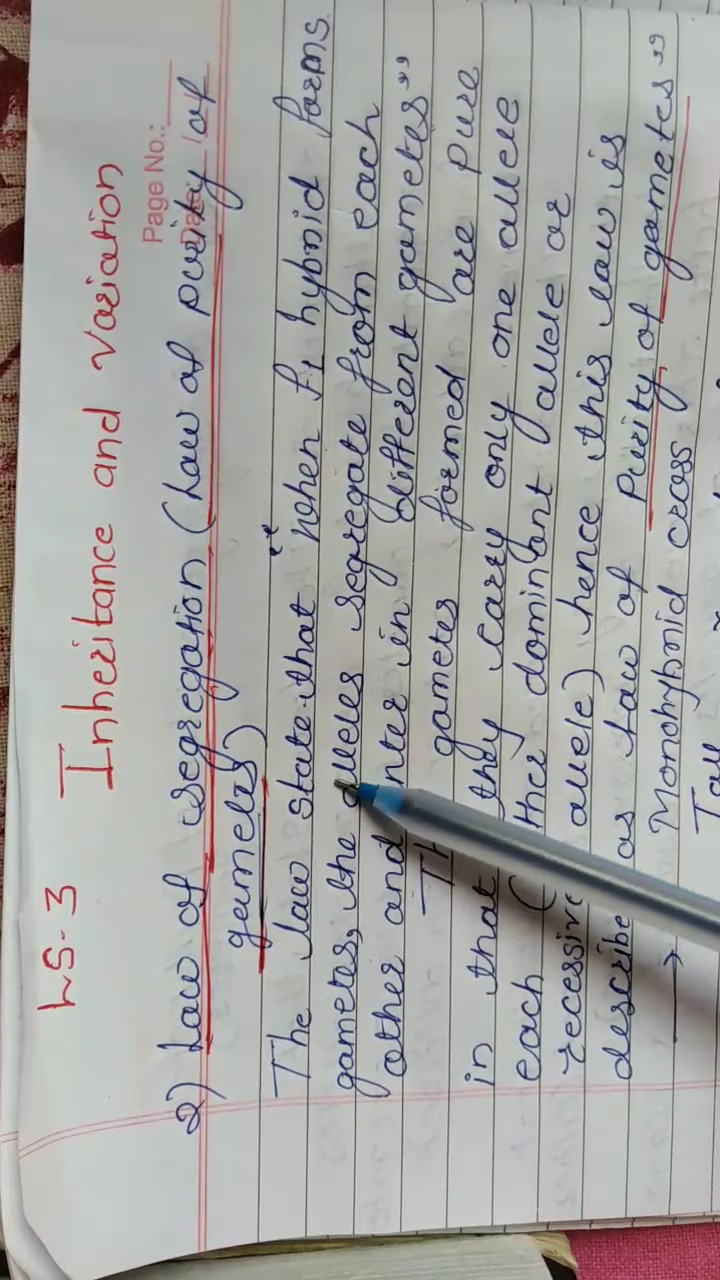 Page No.:
LS-3 Inheritance and Variation
2) Law of segregation (Law of purity of
gametes)
The law state that "when F1 hybrid forms
gametes, the alleles segregate from each
other and enter in different gametes"
The gametes formed are pure
in that they carry only one allele
each (either dominant allele or
recessive allele) hence this law is
describe as law of Purity of gametes"
→ Monohybrid cross
Tall